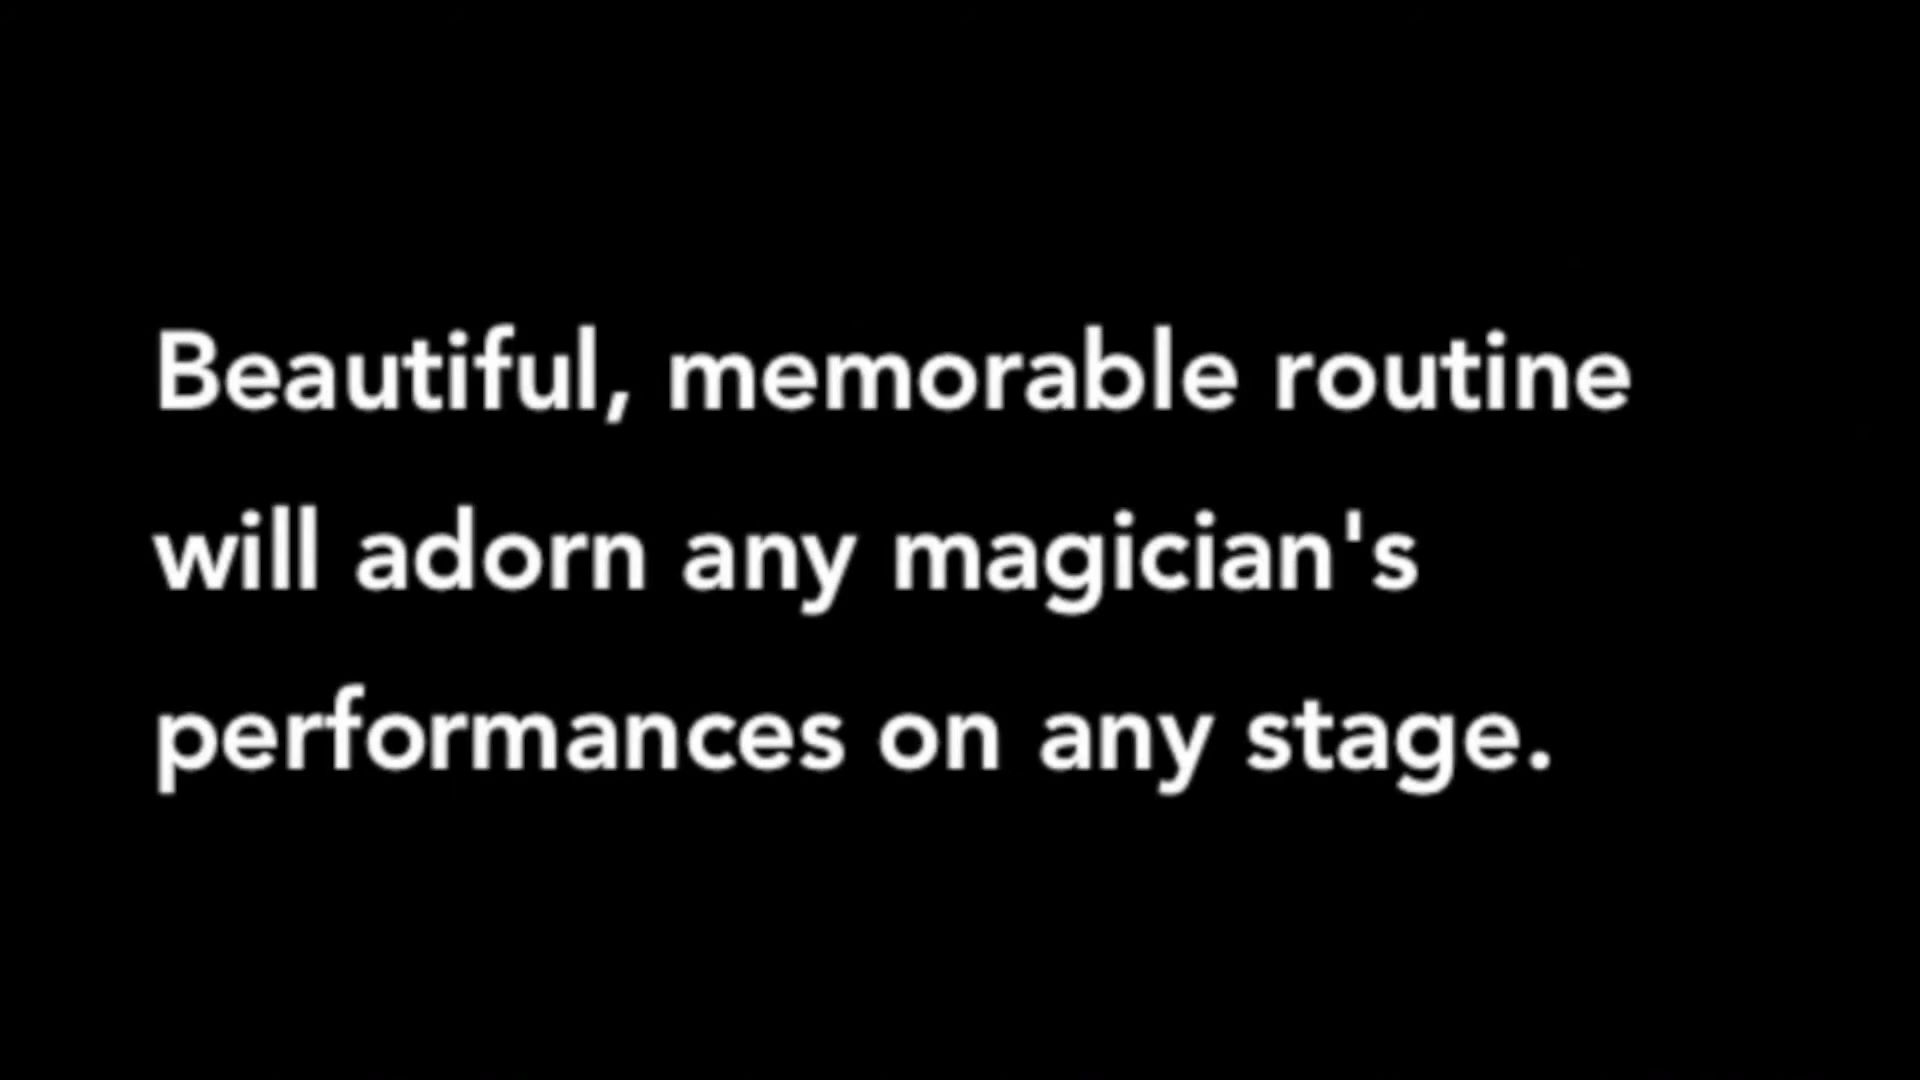 Beautiful, memorable routine
will adorn any magician's
performances on any stage.